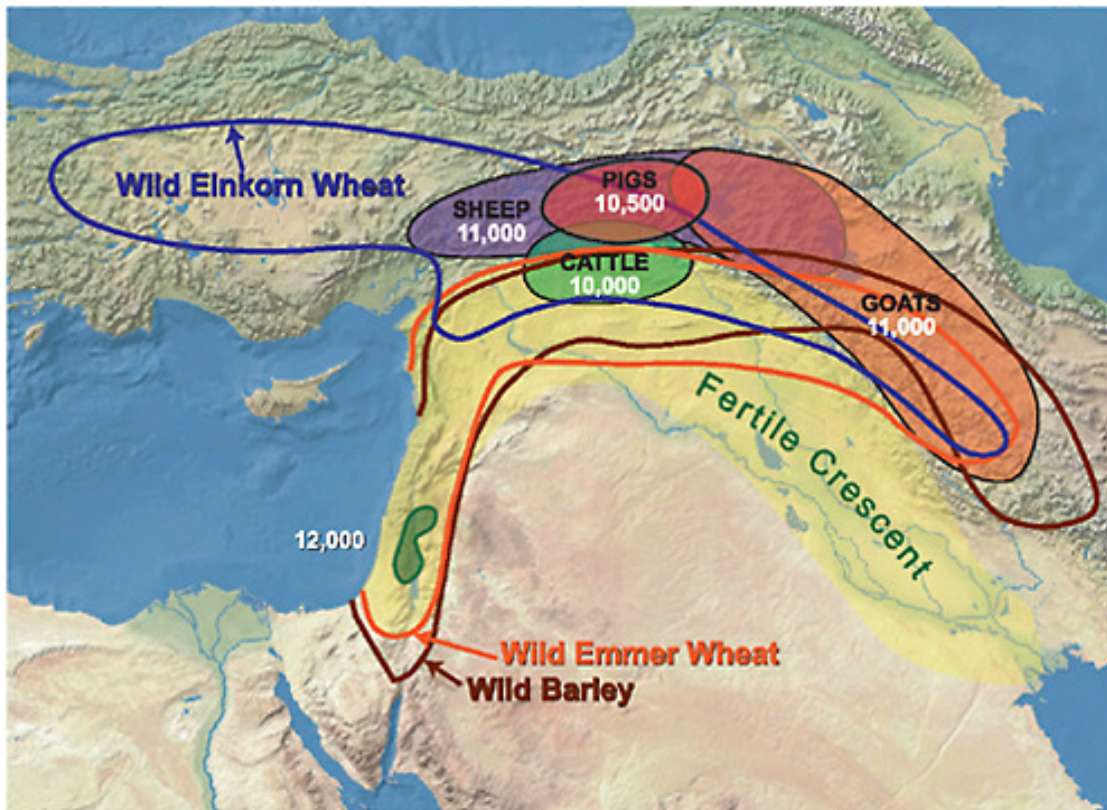 Wild Einkorn Wheat
PIGS
10,500
SHEEP
11,000
CATTLE
10,000
GOATS
11,000
Fertile Crescent
12,000
Wild Emmer Wheat
Wild Barley